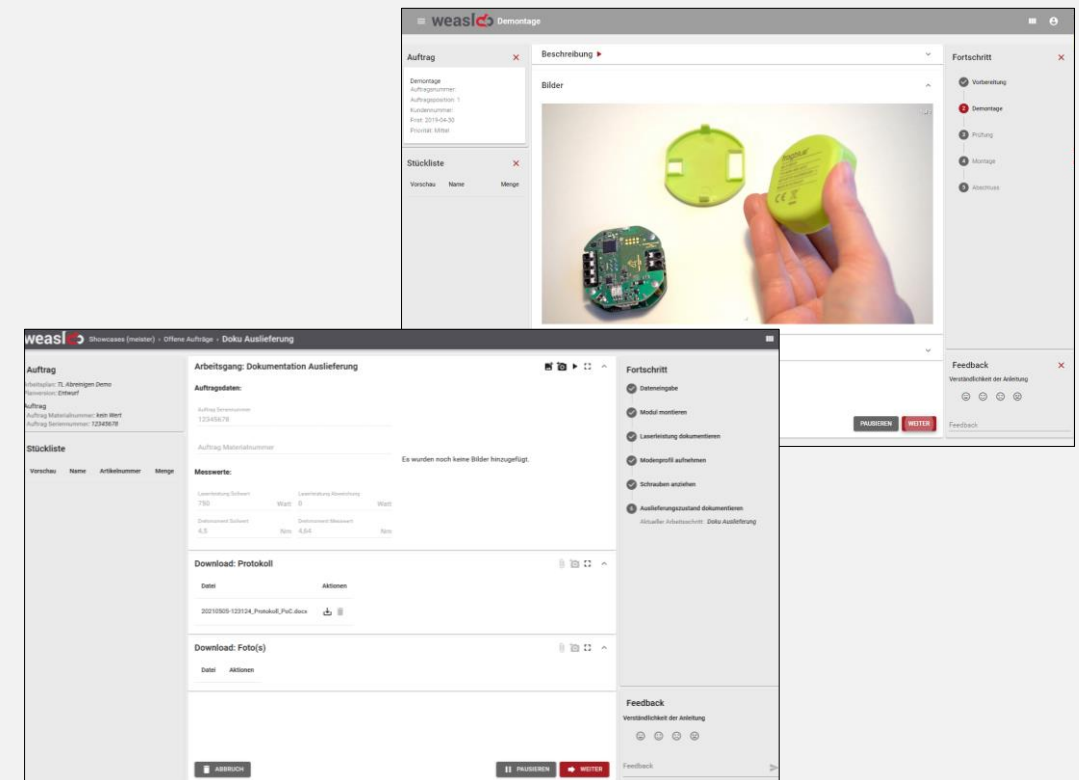 weasl
Demontage
Auftrag
Demontage
Auftragsnummer:
Auftragsposition: 1
Kundennummer:
Frist: 2019-04-30
Priorität: Mittel
Stückliste
Vorschau Name Menge
Beschreibung
Bilder
Fortschritt
Vorbereitung
2 Demontage
3 Prüfung
4 Montage
5 Abschluss
PAUSIEREN WEITER
Feedback
Verständlichkeit der Anleitung
Feedback
weasl
Showcases (meister) › Offene Aufträge › Doku Auslieferung
Auftrag
Arbeitsplan: TL Abreinigen Demo
Planversion: Entwurf
Auftrag
Auftrag Materialnummer: kein Wert
Auftrag Seriennummer: 12345678
Stückliste
Vorschau Name Artikelnummer Menge
Arbeitsgang: Dokumentation Auslieferung
Auftragsdaten:
Auftrag Seriennummer
12345678
Auftrag Materialnummer
Messwerte:
Laserleistung Sollwert Laserleistung Abweichung
750 Watt 0 Watt
Drehmoment Sollwert Drehmoment Messwert
4,5 Nm 4,64 Nm
Es wurden noch keine Bilder hinzugefügt.
Download: Protokoll
Datei Aktionen
20210505-123124_Protokoll_PoC.docx
Download: Foto(s)
Datei Aktionen
ABBRUCH
PAUSIEREN WEITER
Fortschritt
Dateneingabe
Modul montieren
Laserleistung dokumentieren
Modenprofil aufnehmen
Schrauben anziehen
6 Auslieferungszustand dokumentieren
Aktueller Arbeitsschritt: Doku Auslieferung
Feedback
Verständlichkeit der Anleitung
Feedback